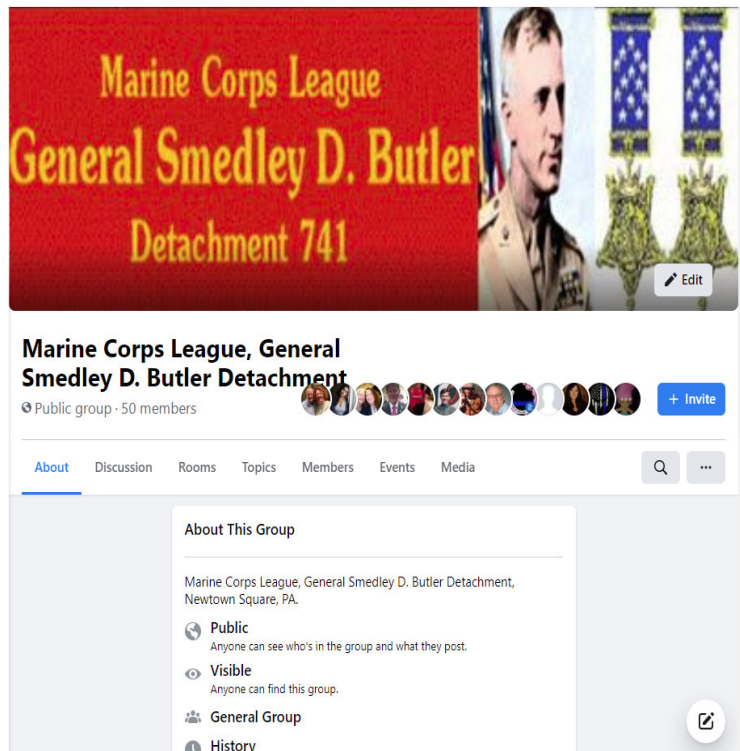 Marine Corps League
General Smedley D. Butler
Detachment 741
Edit
Marine Corps League, General
Smedley D. Butler Detachment
Public group · 50 members
+ Invite
About Discussion Rooms Topics Members Events Media
About This Group
Marine Corps League, General Smedley D. Butler Detachment,
Newtown Square, PA.
Public
Anyone can see who's in the group and what they post.
Visible
Anyone can find this group.
General Group
History